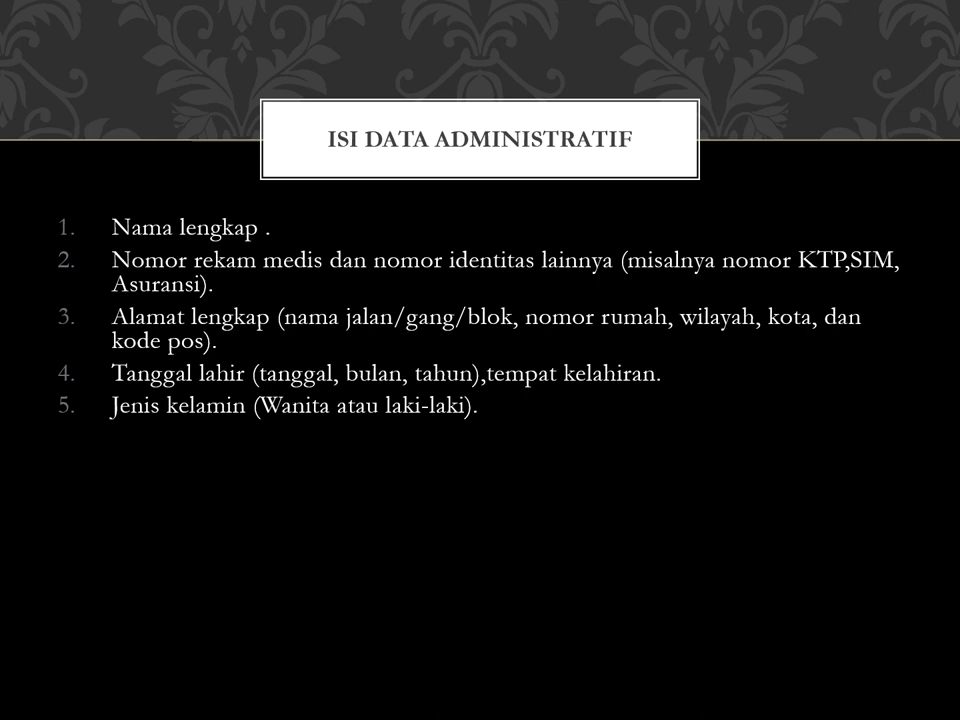 ISI DATA ADMINISTRATIF
1. Nama lengkap .
2. Nomor rekam medis dan nomor identitas lainnya (misalnya nomor KTP,SIM,
Asuransi).
3. Alamat lengkap (nama jalan/gang/blok, nomor rumah, wilayah, kota, dan
kode pos).
4. Tanggal lahir (tanggal, bulan, tahun),tempat kelahiran.
5. Jenis kelamin (Wanita atau laki-laki).